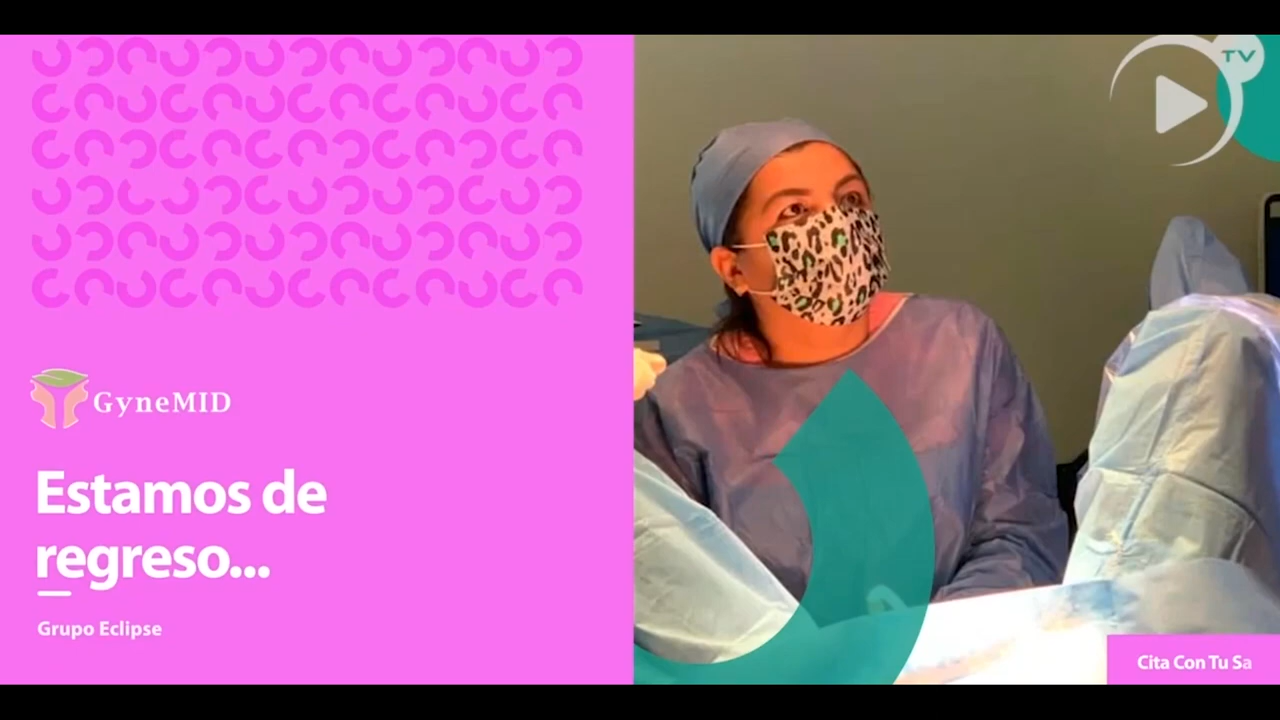 TV
GyneMID
Estamos de
regreso...
Grupo Eclipse
Cita Con Tu Sa